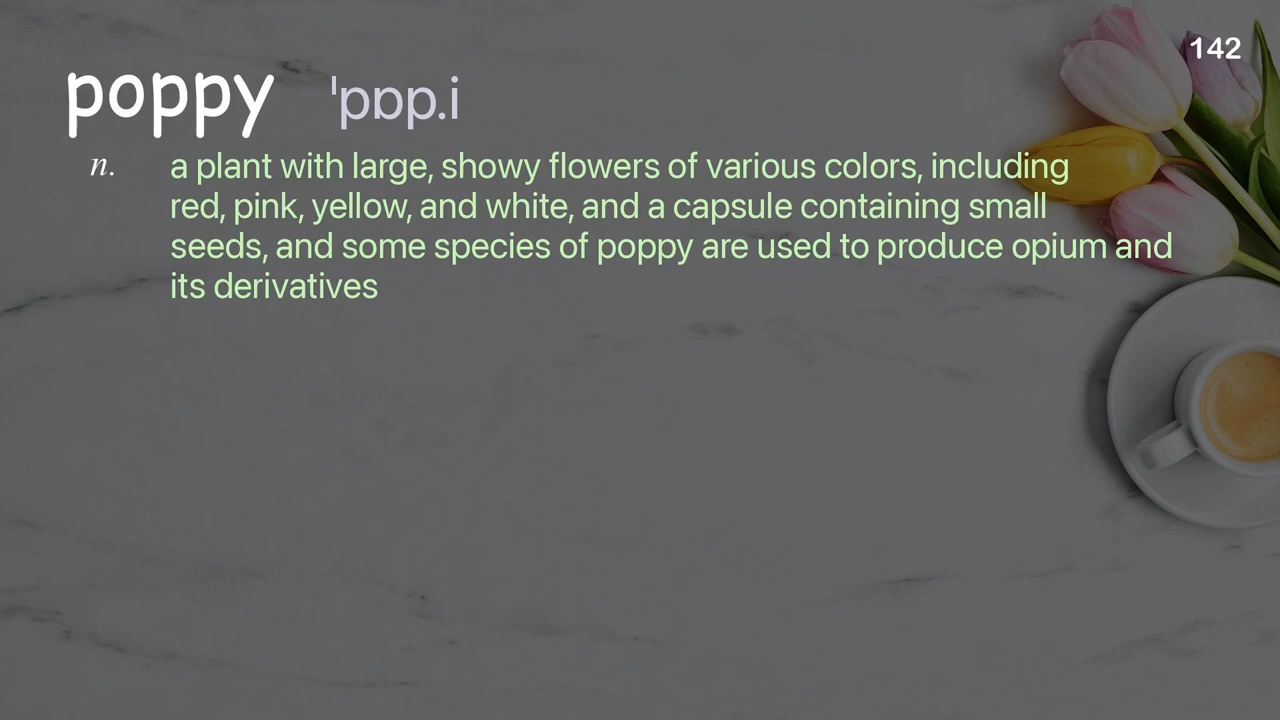 142
poppy ˈpɒp.i
n. a plant with large, showy flowers of various colors, including
red, pink, yellow, and white, and a capsule containing small
seeds, and some species of poppy are used to produce opium and
its derivatives